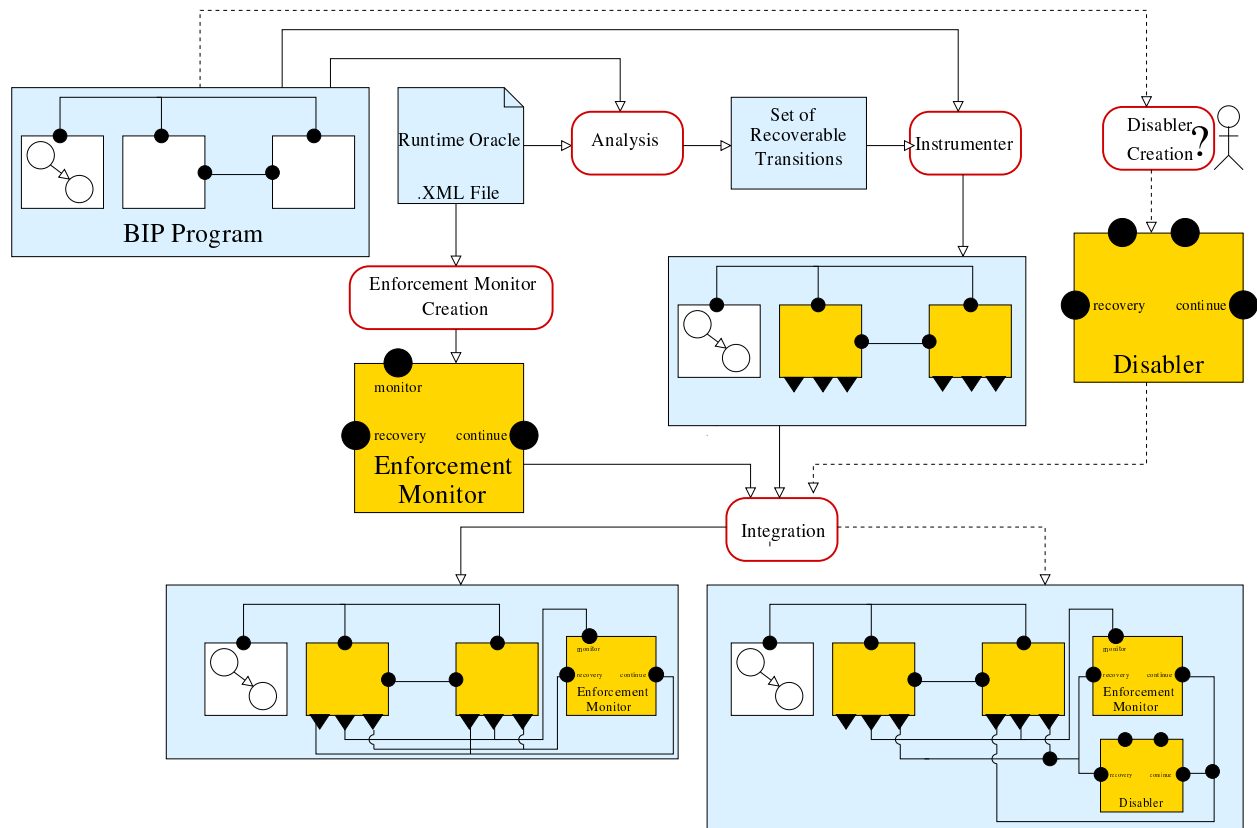 Runtime Oracle
.XML File
BIP Program
Analysis
Set of
Recoverable
Transitions
Instrumenter
Disabler
Creation
?
Enforcement Monitor
Creation
monitor
recovery continue
Enforcement
Monitor
recovery continue
Disabler
Integration
monitor
recovery continue
Enforcement
Monitor
monitor
recovery continue
Enforcement
Monitor
recovery continue
Disabler